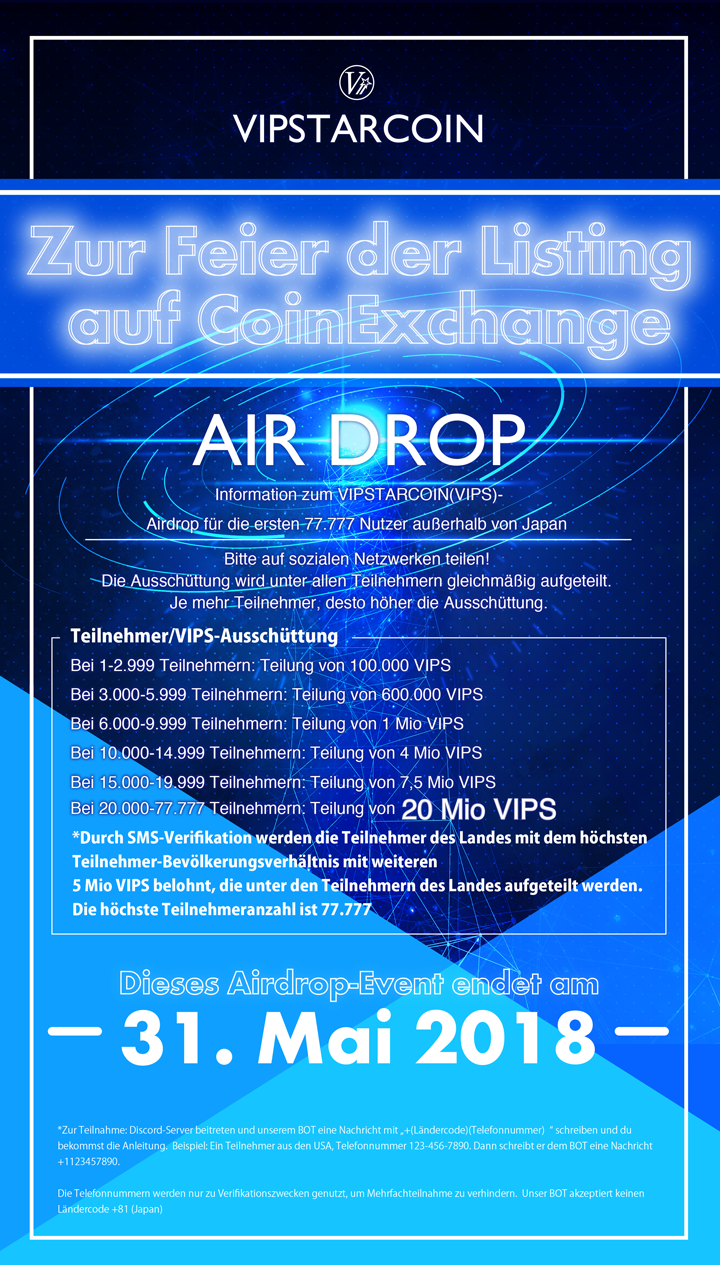 VIPSTARCOIN
Zur Feier der Listing
auf CoinExchange
AIR DROP
Information zum VIPSTARCOIN(VIPS)-
Airdrop für die ersten 77.777 Nutzer außerhalb von Japan
Bitte auf sozialen Netzwerken teilen!
Die Ausschüttung wird unter allen Teilnehmern gleichmäßig aufgeteilt.
Je mehr Teilnehmer, desto höher die Ausschüttung.
Teilnehmer/VIPS-Ausschüttung
Bei 1-2.999 Teilnehmern: Teilung von 100.000 VIPS
Bei 3.000-5.999 Teilnehmern: Teilung von 600.000 VIPS
Bei 6.000-9.999 Teilnehmern: Teilung von 1 Mio VIPS
Bei 10.000-14.999 Teilnehmern: Teilung von 4 Mio VIPS
Bei 15.000-19.999 Teilnehmern: Teilung von 7,5 Mio VIPS
Bei 20.000-77.777 Teilnehmern: Teilung von 20 Mio VIPS
*Durch SMS-Verifikation werden die Teilnehmer des Landes mit dem höchsten
Teilnehmer-Bevölkerungsverhältnis mit weiteren
5 Mio VIPS belohnt, die unter den Teilnehmern des Landes aufgeteilt werden.
Die höchste Teilnehmeranzahl ist 77.777
Dieses Airdrop-Event endet am
31. Mai 2018
*Zur Teilnahme: Discord-Server beitreten und unserem BOT eine Nachricht mit „+(Ländercode)(Telefonnummer) “ schreiben und du
bekommst die Anleitung. Beispiel: Ein Teilnehmer aus den USA, Telefonnummer 123-456-7890. Dann schreibt er dem BOT eine Nachricht
+1123457890.
Die Telefonnummern werden nur zu Verifikationszwecken genutzt, um Mehrfachteilnahme zu verhindern. Unser BOT akzeptiert keinen
Ländercode +81 (Japan)